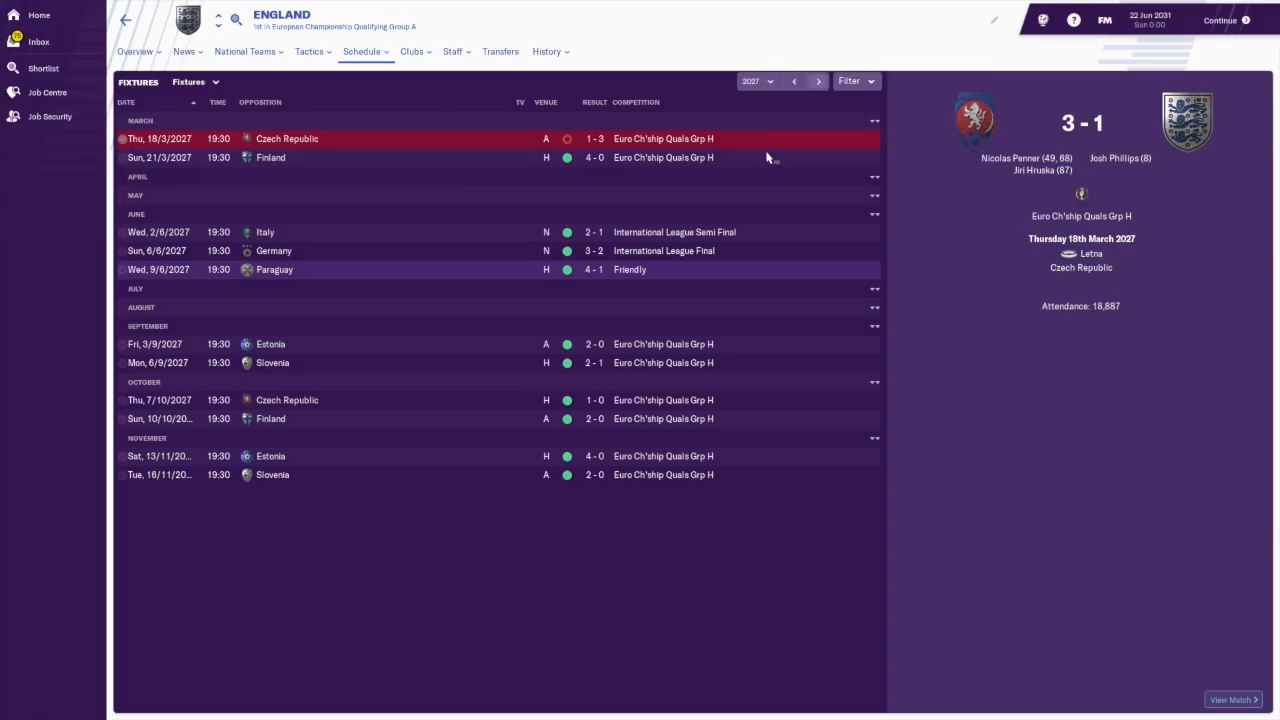 ENGLAND
1st in European Championship Qualifying Group A
22 Jun 2031
Sun 0:00
Continue
FM
75
Home
Inbox
Shortlist
Job Centre
Job Security
Overview News National Teams Tactics Schedule Clubs Staff Transfers History
FIXTURES Fixtures 2027 Filter
DATE TIME OPPOSITION TV VENUE RESULT COMPETITION
MARCH
Thu, 18/3/2027 19:30 Czech Republic A 1 - 3 Euro Ch'ship Quals Grp H
Sun, 21/3/2027 19:30 Finland H 4 - 0 Euro Ch'ship Quals Grp H
APRIL
MAY
JUNE
Wed, 2/6/2027 19:30 Italy N 2 - 1 International League Semi Final
Sun, 6/6/2027 19:30 Germany N 3 - 2 International League Final
Wed, 9/6/2027 19:30 Paraguay H 4 - 1 Friendly
JULY
AUGUST
SEPTEMBER
Fri, 3/9/2027 19:30 Estonia A 2 - 0 Euro Ch'ship Quals Grp H
Mon, 6/9/2027 19:30 Slovenia H 2 - 1 Euro Ch'ship Quals Grp H
OCTOBER
Thu, 7/10/2027 19:30 Czech Republic H 1 - 0 Euro Ch'ship Quals Grp H
Sun, 10/10/20... 19:30 Finland A 2 - 0 Euro Ch'ship Quals Grp H
NOVEMBER
Sat, 13/11/20... 19:30 Estonia H 4 - 0 Euro Ch'ship Quals Grp H
Tue, 16/11/20... 19:30 Slovenia A 2 - 0 Euro Ch'ship Quals Grp H
3 - 1
Nicolas Penner (49, 68) Josh Phillips (8)
Jiri Hruska (87)
Euro Ch'ship Quals Grp H
Thursday 18th March 2027
Letna
Czech Republic
Attendance: 18,887
View Match